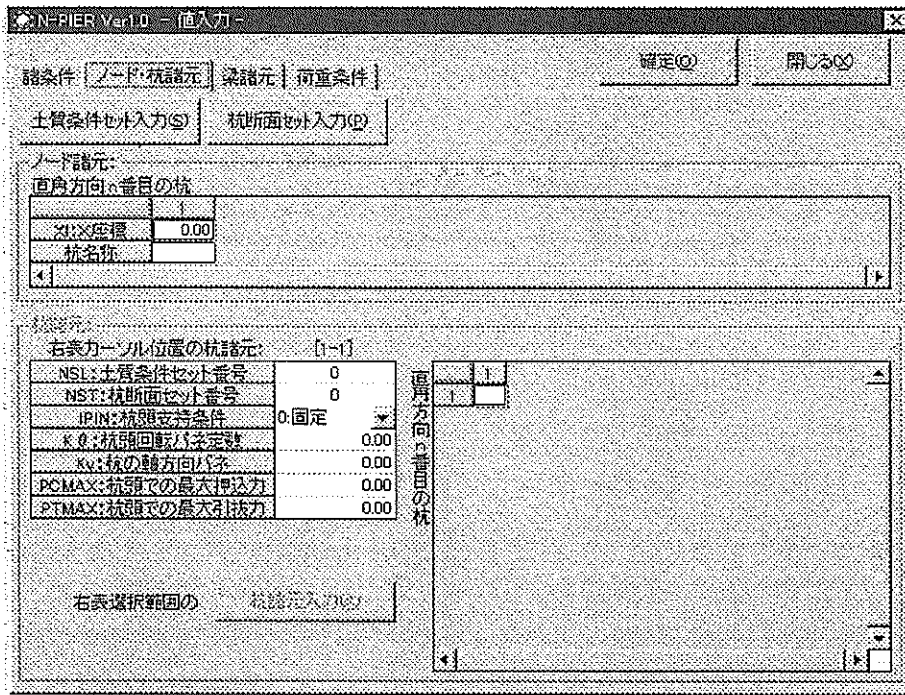 N-PIER Ver1.0 - 値入力 -
確定(O) 閉じる(X)
諸条件 ノード・杭諸元 梁諸元 荷重条件
土質条件セット入力(S) 杭断面セット入力(P)
ノード諸元:
直角方向n番目の杭
1
XI:X座標 0.00
杭名称
杭諸元:
右表カーソル位置の杭諸元: [1-1]
NSL:土質条件セット番号 0
NST:杭断面セット番号 0
IPIN:杭頭支持条件 0:固定
Kθ:杭頭回転バネ定数 0.00
Kv:杭の軸方向バネ 0.00
PCMAX:杭頭での最大押込力 0.00
PTMAX:杭頭での最大引抜力 0.00
直角方向n番目の杭
1
1
右表選択範囲の 杭諸元入力